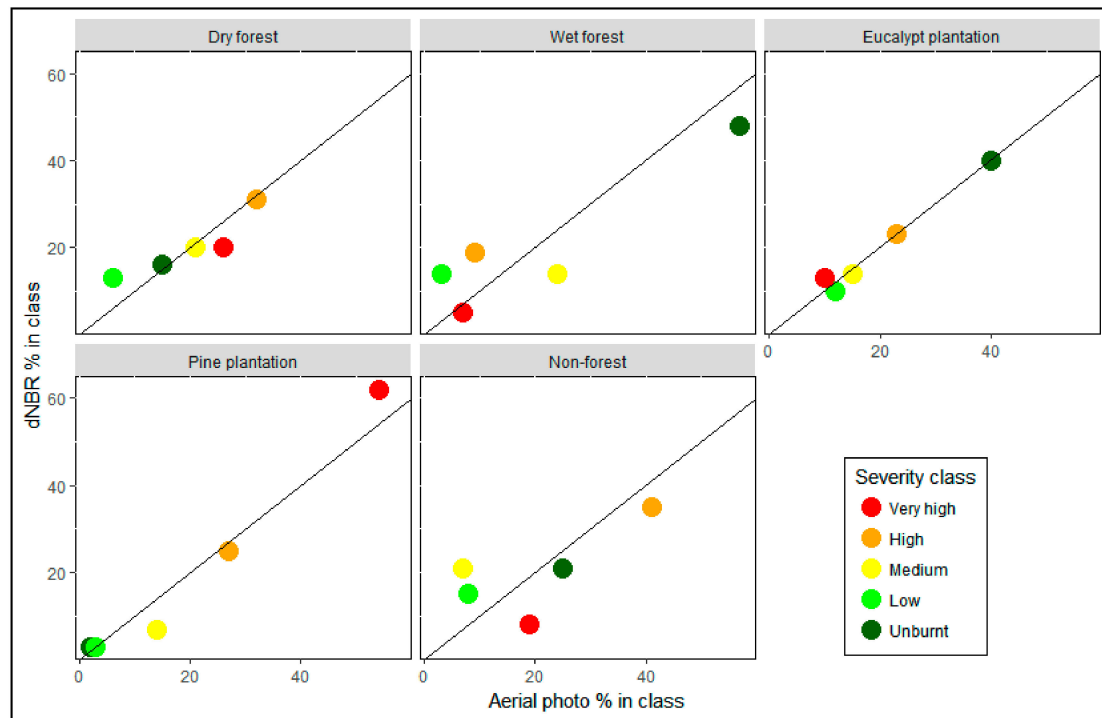 Dry forest
Wet forest
Eucalypt plantation
60
40
20
0
20
40
Pine plantation
Non-forest
60
40
20
0
20
40
0
20
40
dNBR % in class
Aerial photo % in class
Severity class
Very high
High
Medium
Low
Unburnt